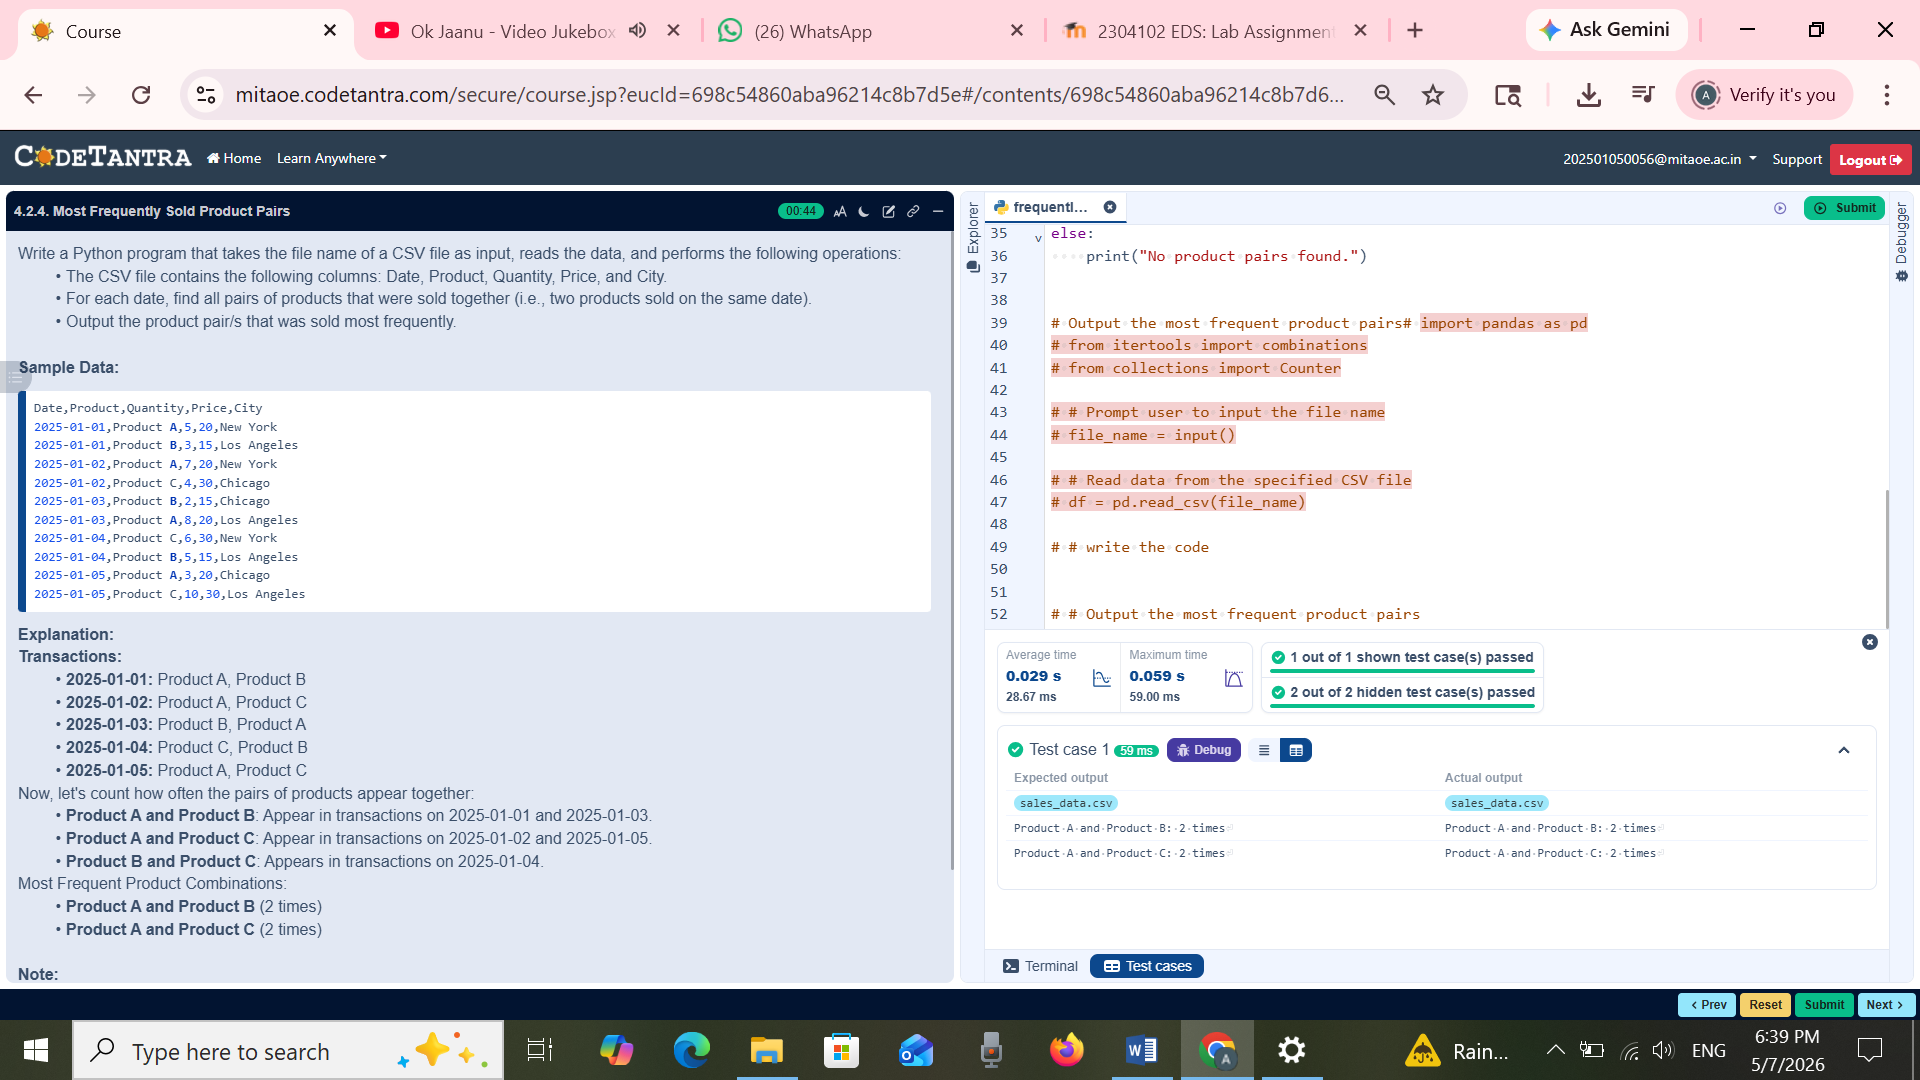 Course
Ok Jaanu - Video Jukebox
(26) WhatsApp
2304102 EDS: Lab Assignment
Ask Gemini
mitaoe.codetantra.com/secure/course.jsp?eucId=698c54860aba96214c8b7d5e#/contents/698c54860aba96214c8b7d6...
A
Verify it's you
CODETANTRA
Home
Learn Anywhere
202501050056@mitaoe.ac.in
Support
Logout
4.2.4. Most Frequently Sold Product Pairs
00:44
AA
Write a Python program that takes the file name of a CSV file as input, reads the data, and performs the following operations:
• The CSV file contains the following columns: Date, Product, Quantity, Price, and City.
• For each date, find all pairs of products that were sold together (i.e., two products sold on the same date).
• Output the product pair/s that was sold most frequently.
Sample Data:
Date,Product,Quantity,Price,City
2025-01-01,Product A,5,20,New York
2025-01-01,Product B,3,15,Los Angeles
2025-01-02,Product A,7,20,New York
2025-01-02,Product C,4,30,Chicago
2025-01-03,Product B,2,15,Chicago
2025-01-03,Product A,8,20,Los Angeles
2025-01-04,Product C,6,30,New York
2025-01-04,Product B,5,15,Los Angeles
2025-01-05,Product A,3,20,Chicago
2025-01-05,Product C,10,30,Los Angeles
Explanation:
Transactions:
• 2025-01-01: Product A, Product B
• 2025-01-02: Product A, Product C
• 2025-01-03: Product B, Product A
• 2025-01-04: Product C, Product B
• 2025-01-05: Product A, Product C
Now, let's count how often the pairs of products appear together:
• Product A and Product B: Appear in transactions on 2025-01-01 and 2025-01-03.
• Product A and Product C: Appear in transactions on 2025-01-02 and 2025-01-05.
• Product B and Product C: Appears in transactions on 2025-01-04.
Most Frequent Product Combinations:
• Product A and Product B (2 times)
• Product A and Product C (2 times)
Note:
Explorer
frequentl...
Submit
Debugger
35 else:
36 print("No product pairs found.")
37
38
39 # Output the most frequent product pairs# import pandas as pd
40 # from itertools import combinations
41 # from collections import Counter
42
43 # # Prompt user to input the file name
44 # file_name = input()
45
46 # # Read data from the specified CSV file
47 # df = pd.read_csv(file_name)
48
49 # # write the code
50
51
52 # # Output the most frequent product pairs
Average time
0.029 s
28.67 ms
Maximum time
0.059 s
59.00 ms
1 out of 1 shown test case(s) passed
2 out of 2 hidden test case(s) passed
Test case 1
59 ms
Debug
Expected output
Actual output
sales_data.csv
sales_data.csv
Product A and Product B: 2 times
Product A and Product B: 2 times
Product A and Product C: 2 times
Product A and Product C: 2 times
Terminal
Test cases
< Prev
Reset
Submit
Next >
Type here to search
Rain...
ENG
6:39 PM
5/7/2026